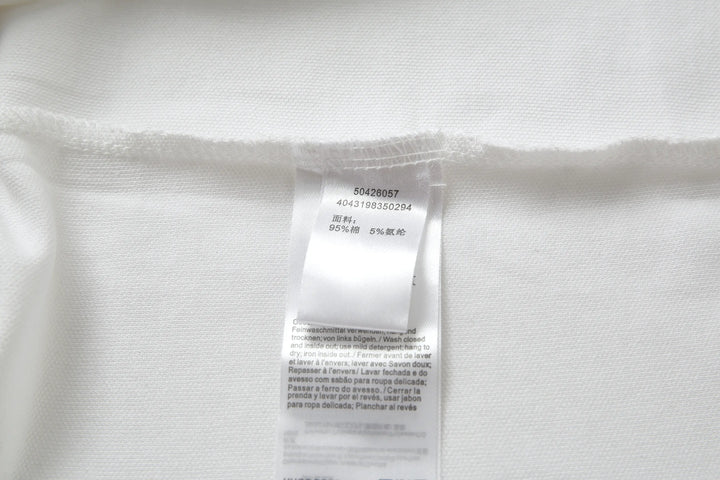 50426057
4043198350294
面料:
95%棉 5%氨纶
Feinwaschmittel verwenden; hängend
trocknen; von links bügeln. / Wash closed
and inside out; use mild detergent; hang to
dry; iron inside out. / Fermer avant de laver
et laver à l'envers; laver avec Savon doux;
Repasser à l'envers / Lavar fechada e do
avesso com sabão para roupa delicada;
Passar a ferro do avesso. / Cerrar la
prenda y lavar por el revés, usar jabon
para ropa delicada; Planchar al revés